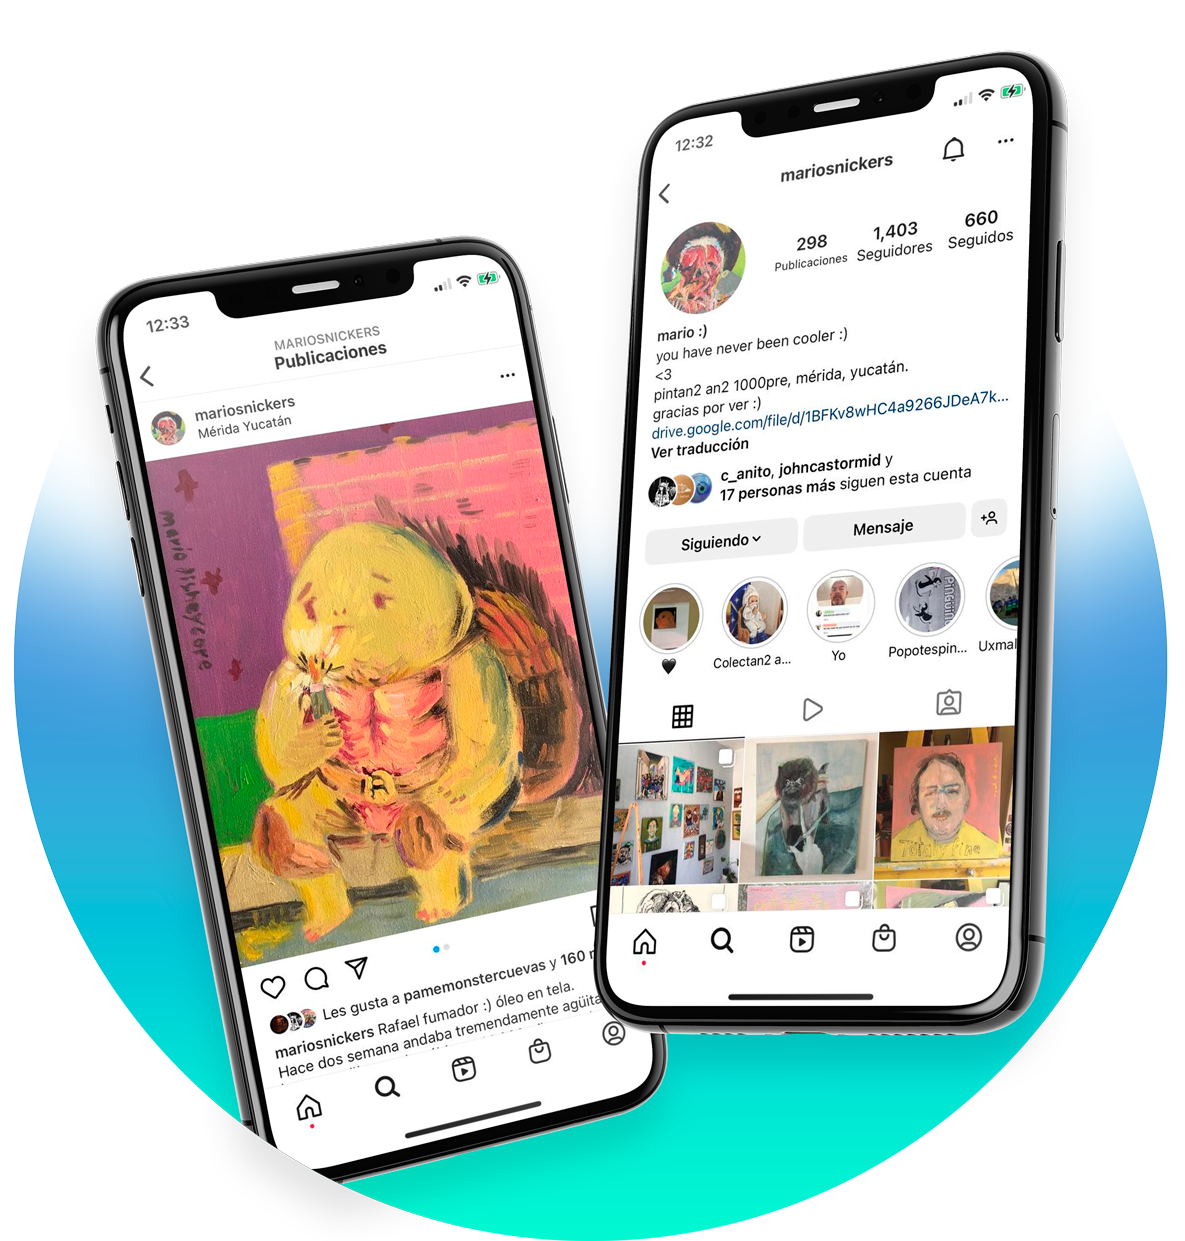 12:33
MARIOSNICKERS
Publicaciones
mariosnickers
Mérida Yucatán
mario disneycore
R
Les gusta a pamemonstercuevas y 160
mariosnickers Rafael fumador :) óleo en tela.
Hace dos semana andaba tremendamente agüita
12:32
mariosnickers
298
Publicaciones
1,403
Seguidores
660
Seguidos
mario :)
you have never been cooler :)
<3
pintan2 an2 1000pre, mérida, yucatán.
gracias por ver :)
drive.google.com/file/d/1BFKv8wHC4a9266JDeA7k...
Ver traducción
c_anito, johncastormid y
17 personas más siguen esta cuenta
Siguiendo
Mensaje
Colectan2 a...
Yo
Popotespin...
Uxmal